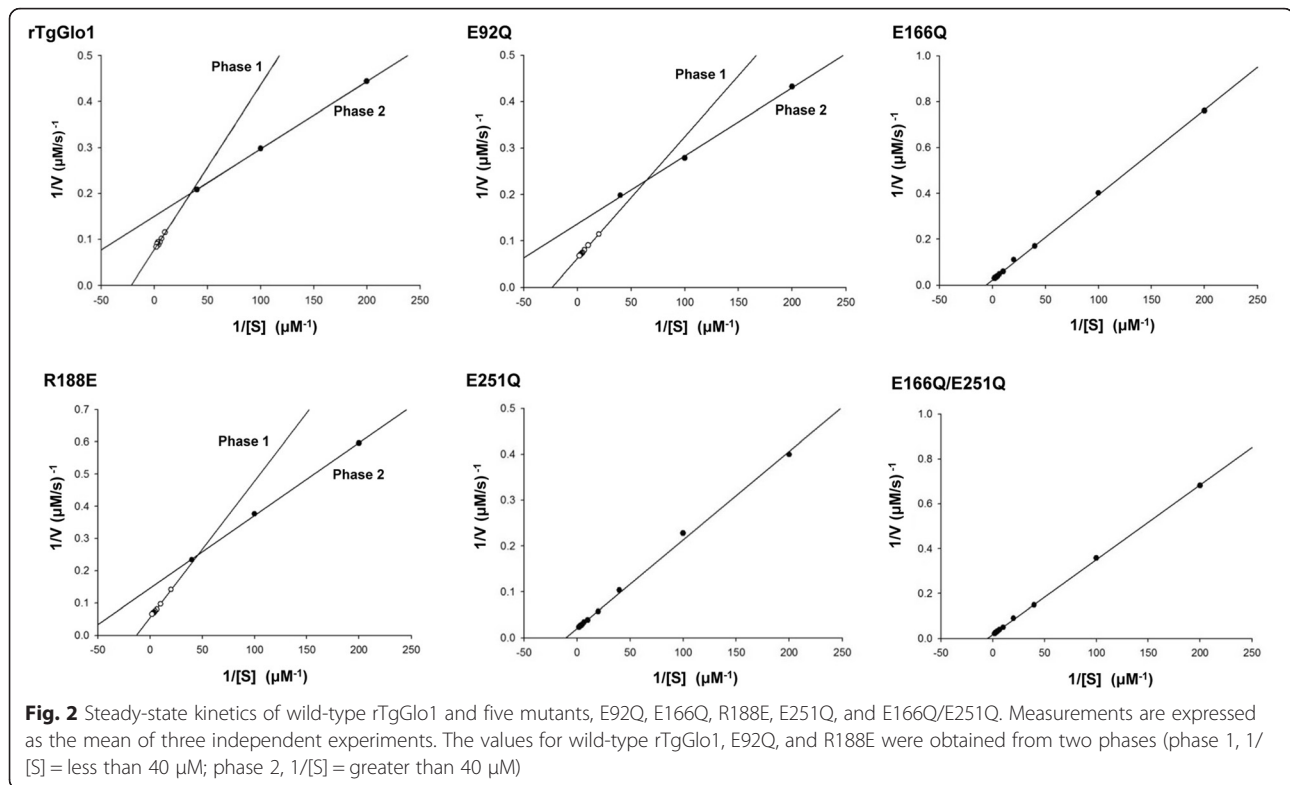 rTgGlo1
0.5
0.4
0.3
0.2
0.1
0.0
1/V (µM/s)⁻¹
Phase 1
Phase 2
-50 0 50 100 150 200 250
1/[S] (µM⁻¹)
E92Q
0.5
0.4
0.3
0.2
0.1
0.0
1/V (µM/s)⁻¹
Phase 1
Phase 2
-50 0 50 100 150 200 250
1/[S] (µM⁻¹)
E166Q
1.0
0.8
0.6
0.4
0.2
0.0
1/V (µM/s)⁻¹
-50 0 50 100 150 200 250
1/[S] (µM⁻¹)
R188E
0.7
0.6
0.5
0.4
0.3
0.2
0.1
0.0
1/V (µM/s)⁻¹
Phase 1
Phase 2
-50 0 50 100 150 200 250
1/[S] (µM⁻¹)
E251Q
0.5
0.4
0.3
0.2
0.1
0.0
1/V (µM/s)⁻¹
-50 0 50 100 150 200 250
1/[S] (µM⁻¹)
E166Q/E251Q
1.0
0.8
0.6
0.4
0.2
0.0
1/V (µM/s)⁻¹
-50 0 50 100 150 200 250
1/[S] (µM⁻¹)
Fig. 2 Steady-state kinetics of wild-type rTgGlo1 and five mutants, E92Q, E166Q, R188E, E251Q, and E166Q/E251Q. Measurements are expressed
as the mean of three independent experiments. The values for wild-type rTgGlo1, E92Q, and R188E were obtained from two phases (phase 1, 1/
[S] = less than 40 µM; phase 2, 1/[S] = greater than 40 µM)